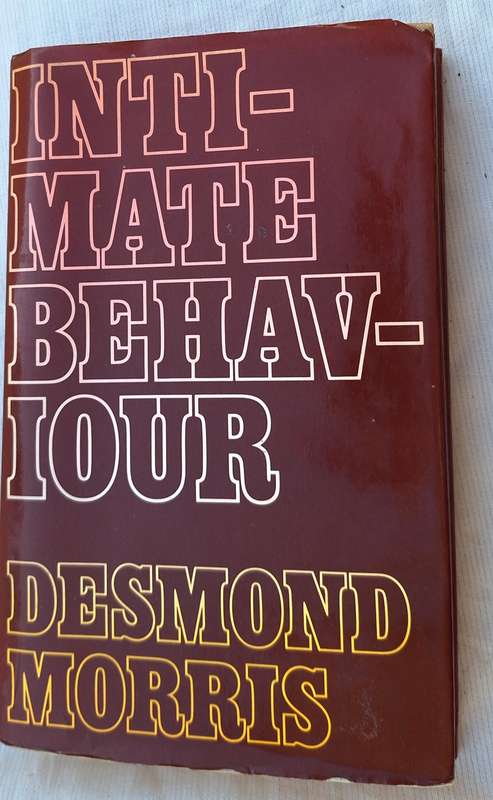 INTI-
MATE
BEHAV-
IOUR
DESMOND
MORRIS